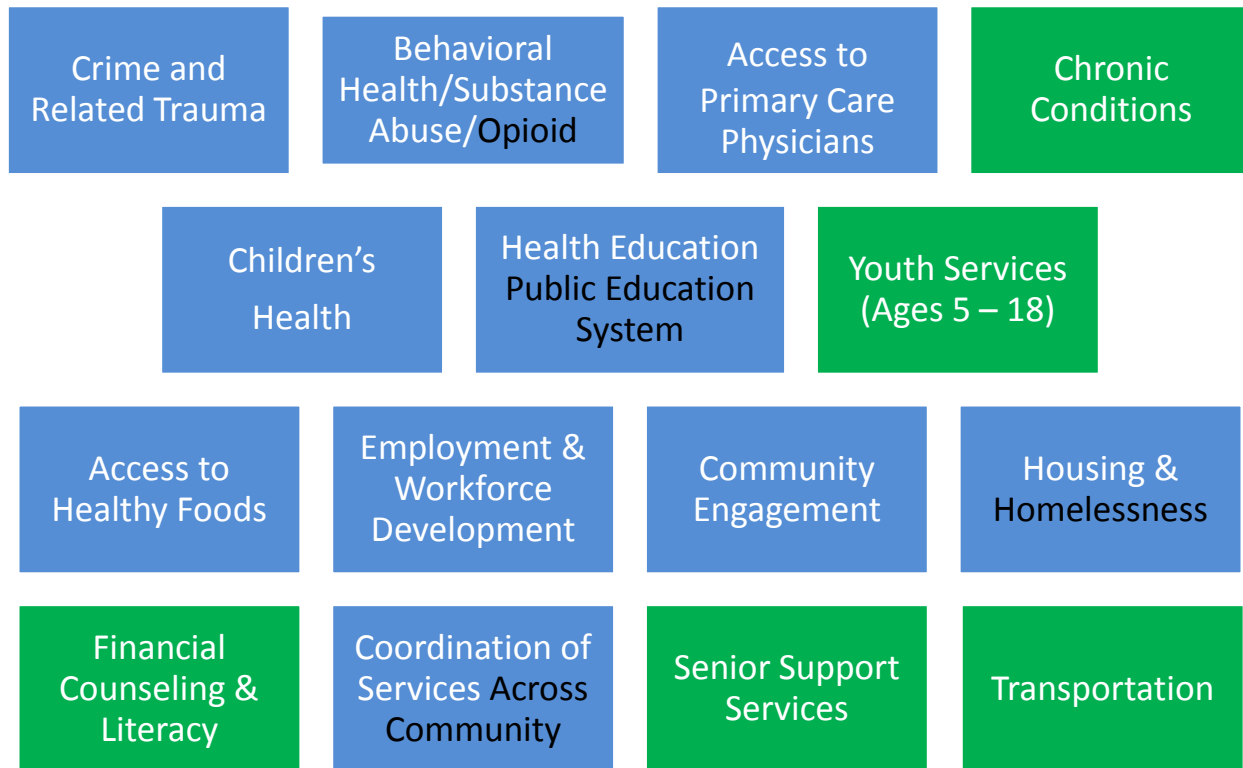 Crime and
Related Trauma
Behavioral
Health/Substance
Abuse/Opioid
Access to
Primary Care
Physicians
Chronic
Conditions
Children’s
Health
Health Education
Public Education
System
Youth Services
(Ages 5 – 18)
Access to
Healthy Foods
Employment &
Workforce
Development
Community
Engagement
Housing &
Homelessness
Financial
Counseling &
Literacy
Coordination of
Services Across
Community
Senior Support
Services
Transportation